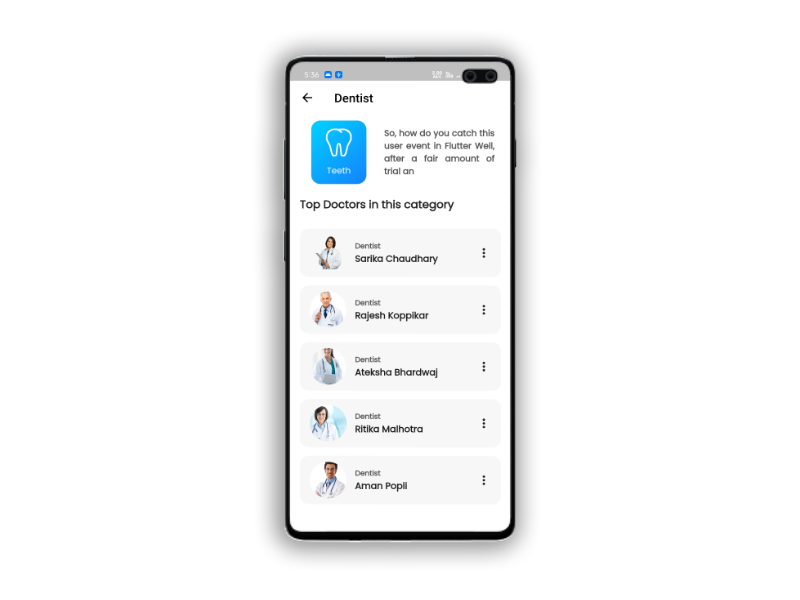 5:36
Dentist
So, how do you catch this
user event in Flutter Well,
after a fair amount of
trial an
Teeth
Top Doctors in this category
Dentist
Sarika Chaudhary
Dentist
Rajesh Koppikar
Dentist
Ateksha Bhardwaj
Dentist
Ritika Malhotra
Dentist
Aman Popli